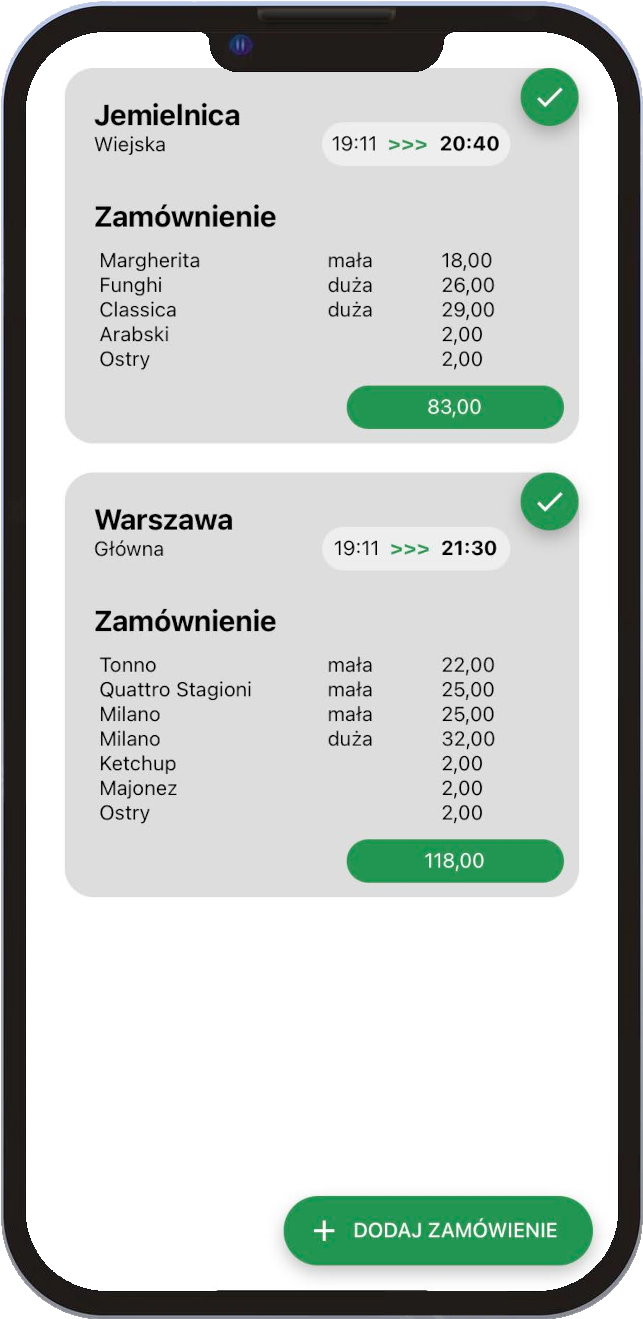 Jemielnica
Wiejska
19:11 >>> 20:40
Zamównienie
Margherita mała 18,00
Funghi duża 26,00
Classica duża 29,00
Arabski 2,00
Ostry 2,00
83,00
Warszawa
Główna
19:11 >>> 21:30
Zamównienie
Tonno mała 22,00
Quattro Stagioni mała 25,00
Milano mała 25,00
Milano duża 32,00
Ketchup 2,00
Majonez 2,00
Ostry 2,00
118,00
+ DODAJ ZAMÓWIENIE